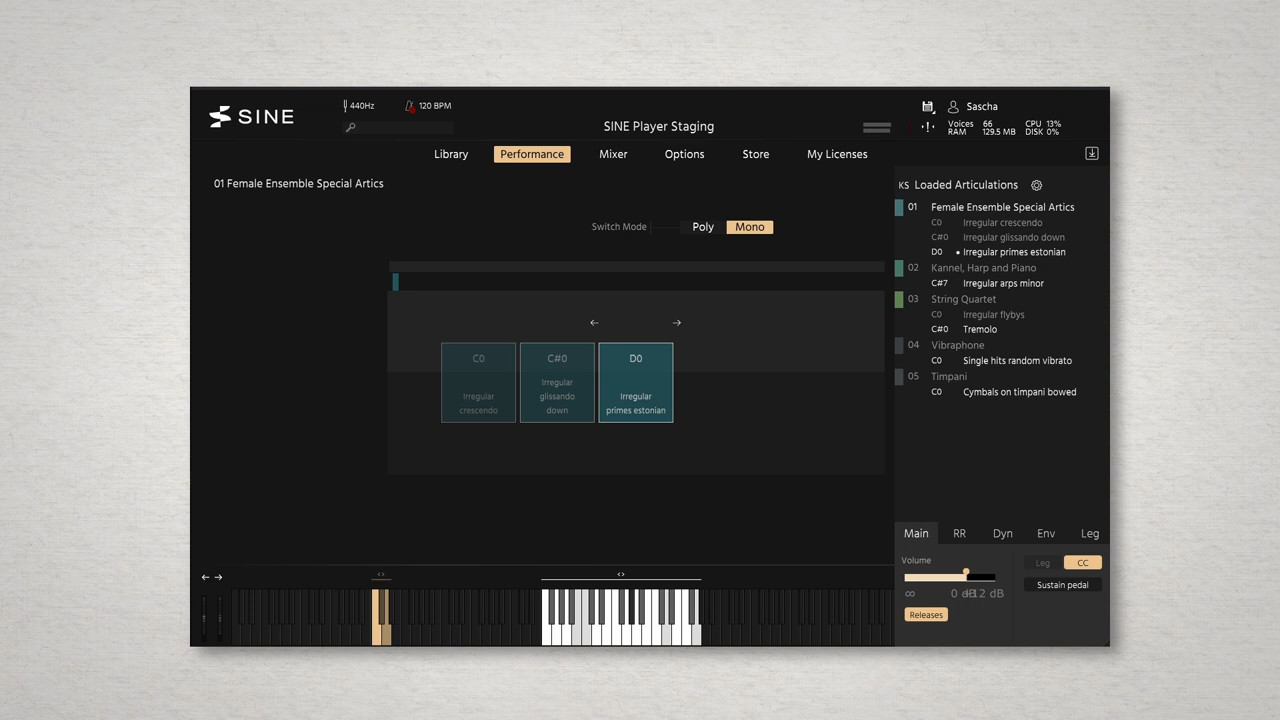 SINE
440Hz
120 BPM
SINE Player Staging
Sascha
Voices 66 CPU 13%
RAM 129.5 MB DISK 0%
Library Performance Mixer Options Store My Licenses
01 Female Ensemble Special Artics
Switch Mode Poly Mono
C0
Irregular
crescendo
C#0
Irregular
glissando
down
D0
Irregular
primes estonian
KS Loaded Articulations
01 Female Ensemble Special Artics
C0 Irregular crescendo
C#0 Irregular glissando down
D0 • Irregular primes estonian
02 Kannel, Harp and Piano
C#7 Irregular arps minor
03 String Quartet
C0 Irregular flybys
C#0 Tremolo
04 Vibraphone
C0 Single hits random vibrato
05 Timpani
C0 Cymbals on timpani bowed
Main RR Dyn Env Leg
Volume
Leg CC
Sustain pedal
∞ 0 dB 12 dB
Releases